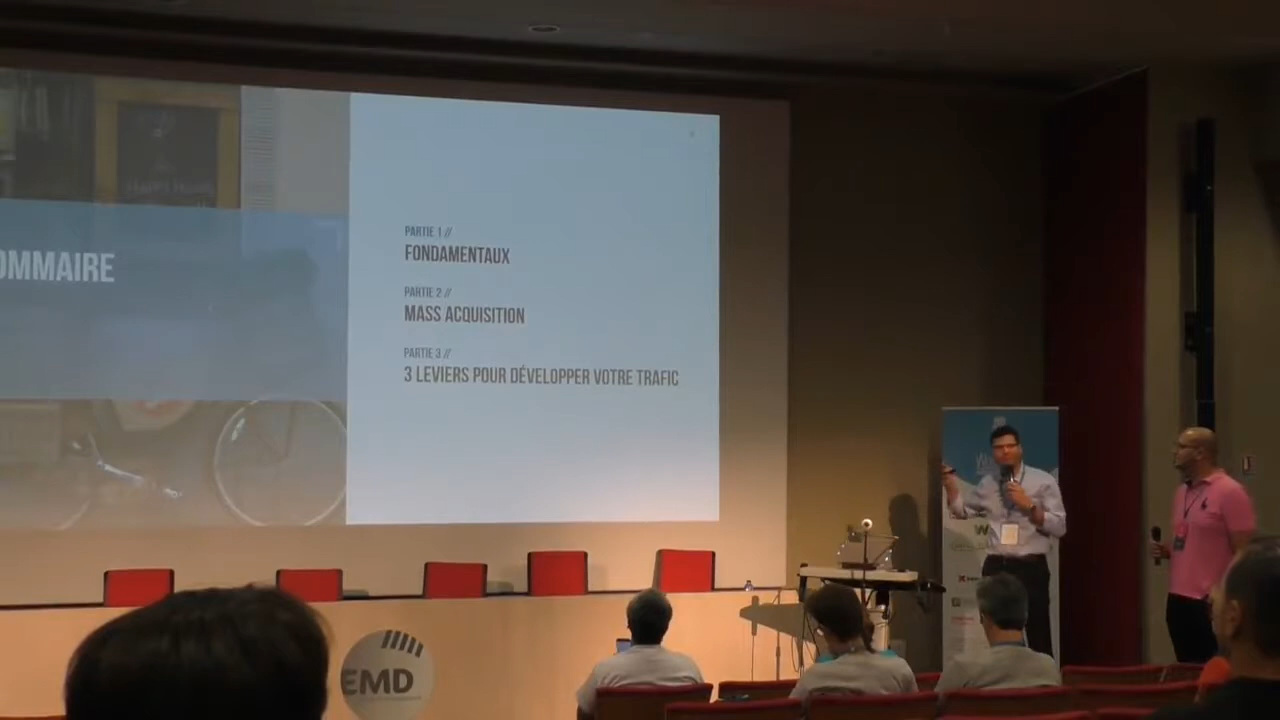 OMMAIRE
PARTIE 1 //
FONDAMENTAUX
PARTIE 2 //
MASS ACQUISITION
PARTIE 3 //
3 LEVIERS POUR DÉVELOPPER VOTRE TRAFIC
EMD